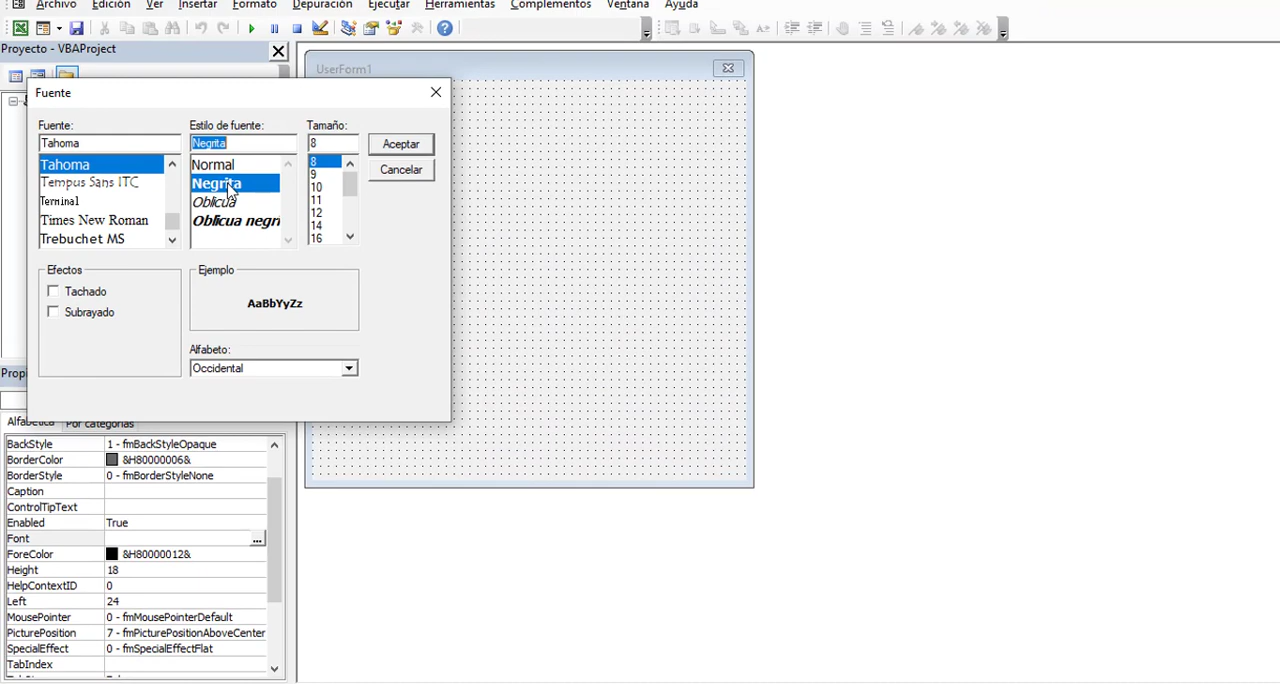 Archivo Edición Ver Insertar Formato Depuración Ejecutar Herramientas Complementos Ventana Ayuda
Proyecto - VBAProject
UserForm1
Fuente
Fuente: Estilo de fuente: Tamaño:
Tahoma Negrita 8 Aceptar
Tahoma Normal 8 Cancelar
Tempus Sans ITC Negrita 9
Terminal Oblicua 10
Times New Roman Oblicua negri 11
Trebuchet MS 12
14
16
Efectos Ejemplo
Tachado
Subrayado
AaBbYyZz
Alfabeto:
Occidental
Alfabética Por categorías
BackStyle 1 - fmBackStyleOpaque
BorderColor &H80000006&
BorderStyle 0 - fmBorderStyleNone
Caption
ControlTipText
Enabled True
Font ...
ForeColor &H80000012&
Height 18
HelpContextID 0
Left 24
MousePointer 0 - fmMousePointerDefault
PicturePosition 7 - fmPicturePositionAboveCenter
SpecialEffect 0 - fmSpecialEffectFlat
TabIndex